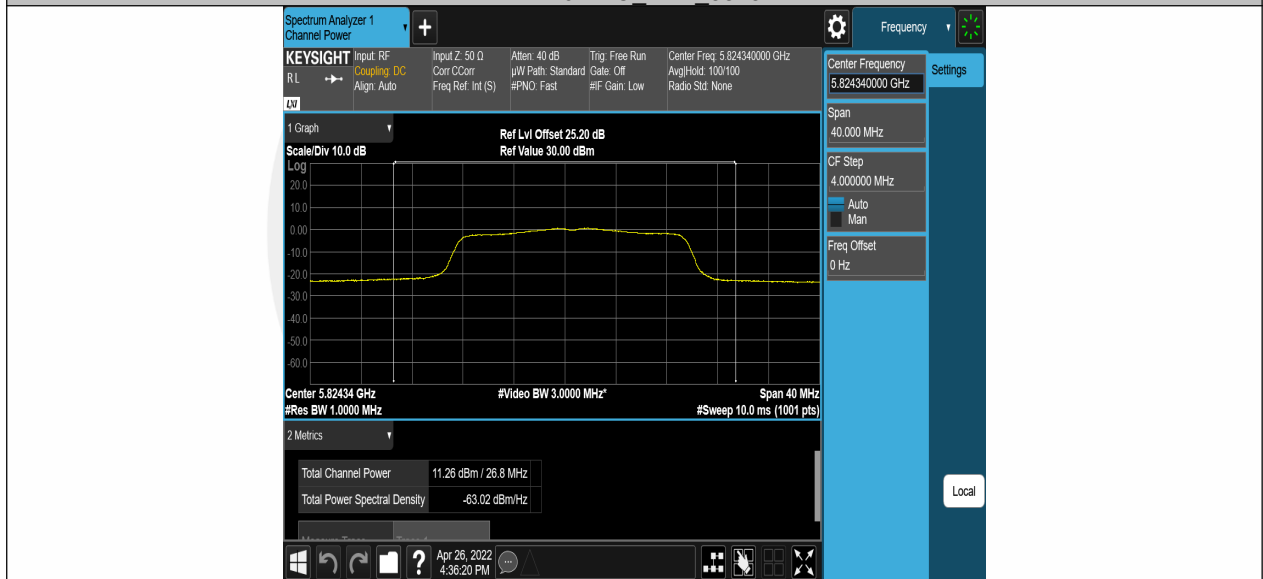 Spectrum Analyzer 1
Channel Power
+
Frequency
KEYSIGHT
RL
LXI
Input: RF
Coupling: DC
Align: Auto
Input Z: 50 Ω
Corr CCorr
Freq Ref: Int (S)
Atten: 40 dB
µW Path: Standard
#PNO: Fast
Trig: Free Run
Gate: Off
#IF Gain: Low
Center Freq: 5.824340000 GHz
Avg|Hold: 100/100
Radio Std: None
Center Frequency
5.824340000 GHz
Settings
Span
40.000 MHz
CF Step
4.000000 MHz
Auto
Man
Freq Offset
0 Hz
Local
1 Graph
Ref Lvl Offset 25.20 dB
Scale/Div 10.0 dB
Ref Value 30.00 dBm
Log
20.0
10.0
0.00
-10.0
-20.0
-30.0
-40.0
-50.0
-60.0
Center 5.82434 GHz
#Video BW 3.0000 MHz*
Span 40 MHz
#Res BW 1.0000 MHz
#Sweep 10.0 ms (1001 pts)
2 Metrics
Total Channel Power 11.26 dBm / 26.8 MHz
Total Power Spectral Density -63.02 dBm/Hz
?
Apr 26, 2022
4:36:20 PM